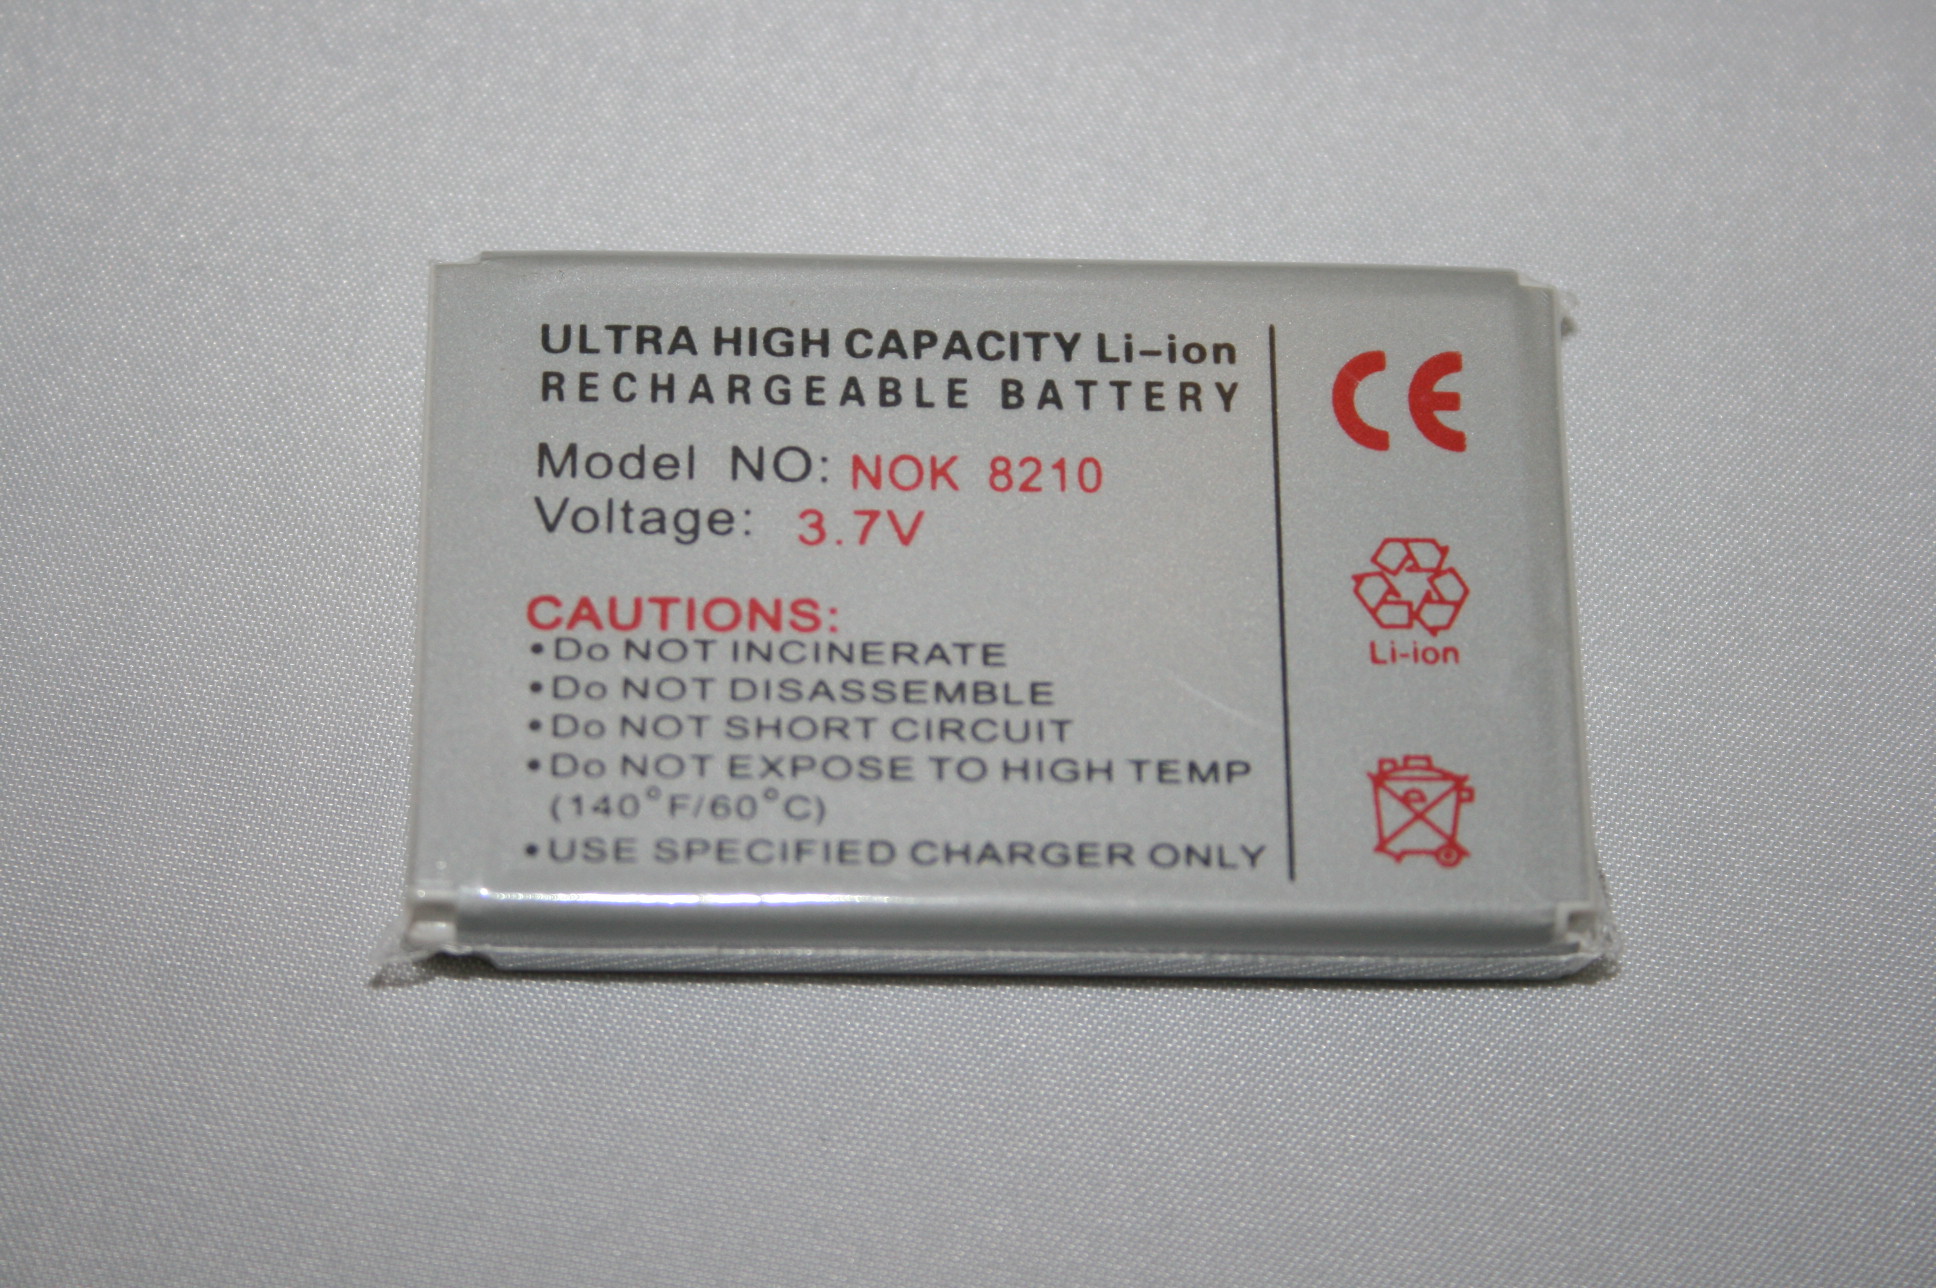 ULTRA HIGH CAPACITY Li-ion
RECHARGEABLE BATTERY
Model NO: NOK 8210
Voltage: 3.7V
CAUTIONS:
•Do NOT INCINERATE
•Do NOT DISASSEMBLE
•Do NOT SHORT CIRCUIT
•Do NOT EXPOSE TO HIGH TEMP
(140°F/60°C)
•USE SPECIFIED CHARGER ONLY
CE
Li-ion